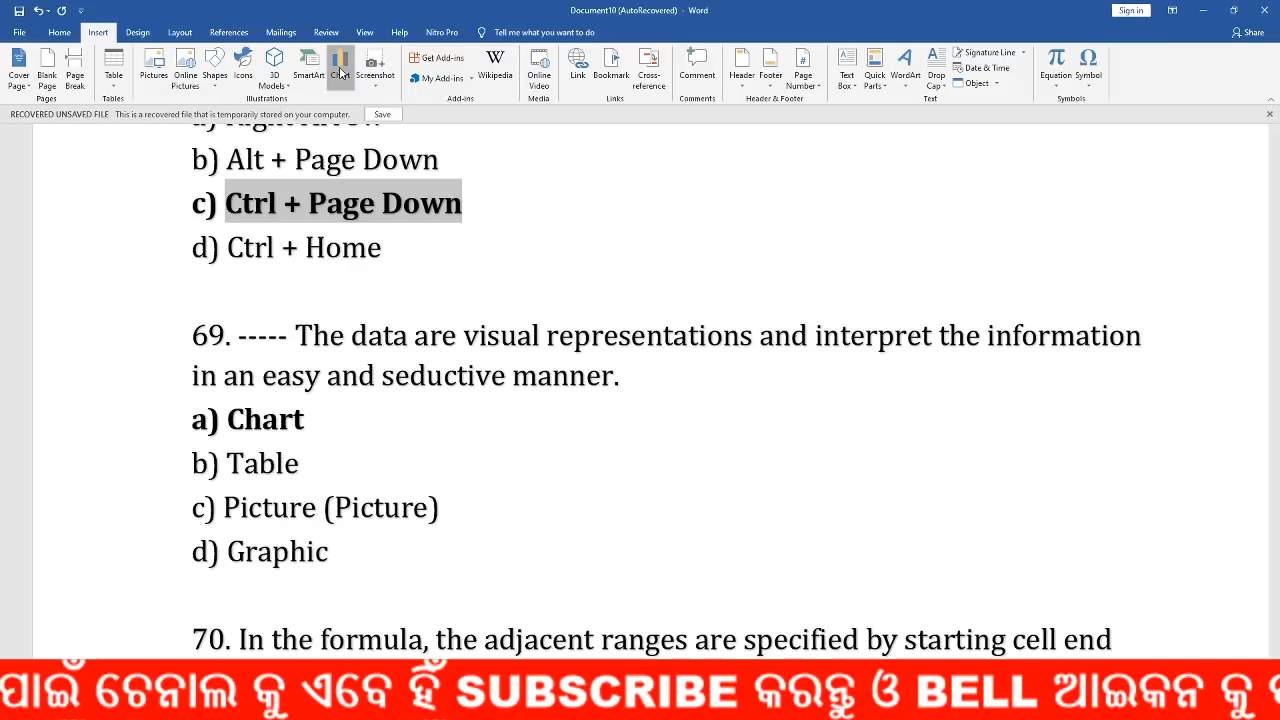 Document10 (AutoRecovered) - Word
Sign in
File Home Insert Design Layout References Mailings Review View Help Nitro Pro Tell me what you want to do Share
Cover Page Blank Page Page Break Table Pictures Online Pictures Shapes Icons 3D Models SmartArt Screenshot Get Add-ins My Add-ins Wikipedia Online Video Link Bookmark Cross-reference Comment Header Footer Page Number Text Box Quick Parts WordArt Drop Cap Signature Line Date & Time Object Equation Symbol
Pages Tables Illustrations Add-ins Media Links Comments Header & Footer Text Symbols
RECOVERED UNSAVED FILE This is a recovered file that is temporarily stored on your computer. Save
a) Right Arrow
b) Alt + Page Down
c) Ctrl + Page Down
d) Ctrl + Home
69. ----- The data are visual representations and interpret the information
in an easy and seductive manner.
a) Chart
b) Table
c) Picture (Picture)
d) Graphic
70. In the formula, the adjacent ranges are specified by starting cell end
ପାଇଁ ଚେନାଲ କୁ ଏବେ ହିଁ SUBSCRIBE କରନ୍ତୁ ଓ BELL ଆଇକନ କୁ